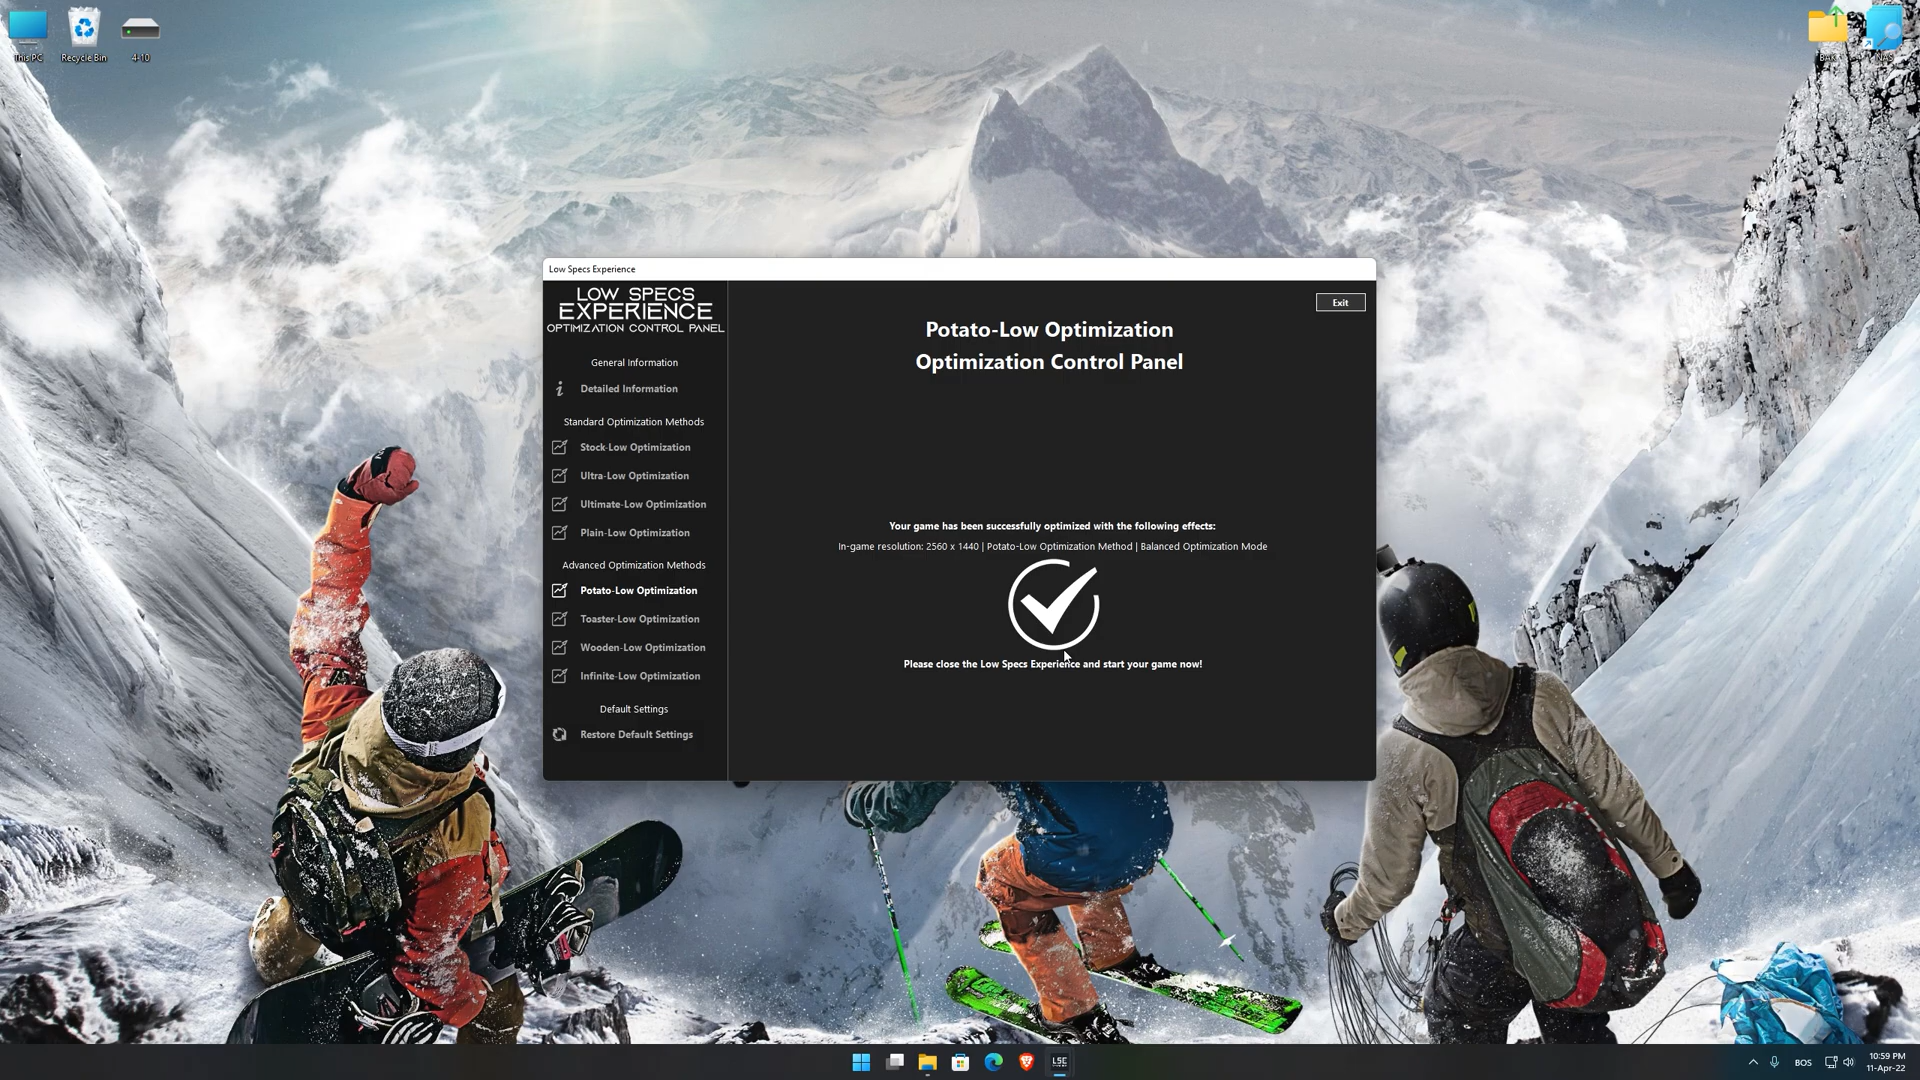 This PC
Recycle Bin
4-10
BAK
NAS
Low Specs Experience
LOW SPECS
EXPERIENCE
OPTIMIZATION CONTROL PANEL
General Information
Detailed Information
Standard Optimization Methods
Stock-Low Optimization
Ultra-Low Optimization
Ultimate-Low Optimization
Plain-Low Optimization
Advanced Optimization Methods
Potato-Low Optimization
Toaster-Low Optimization
Wooden-Low Optimization
Infinite-Low Optimization
Default Settings
Restore Default Settings
Exit
Potato-Low Optimization
Optimization Control Panel
Your game has been successfully optimized with the following effects:
In-game resolution: 2560 x 1440 | Potato-Low Optimization Method | Balanced Optimization Mode
Please close the Low Specs Experience and start your game now!
LSE
BOS
10:59 PM
11-Apr-22